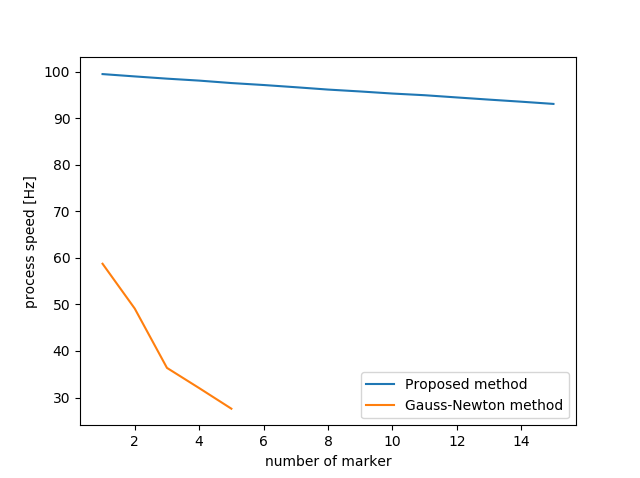 100
90
80
70
60
50
40
30
process speed [Hz]
2 4 6 8 10 12 14
number of marker
Proposed method
Gauss-Newton method